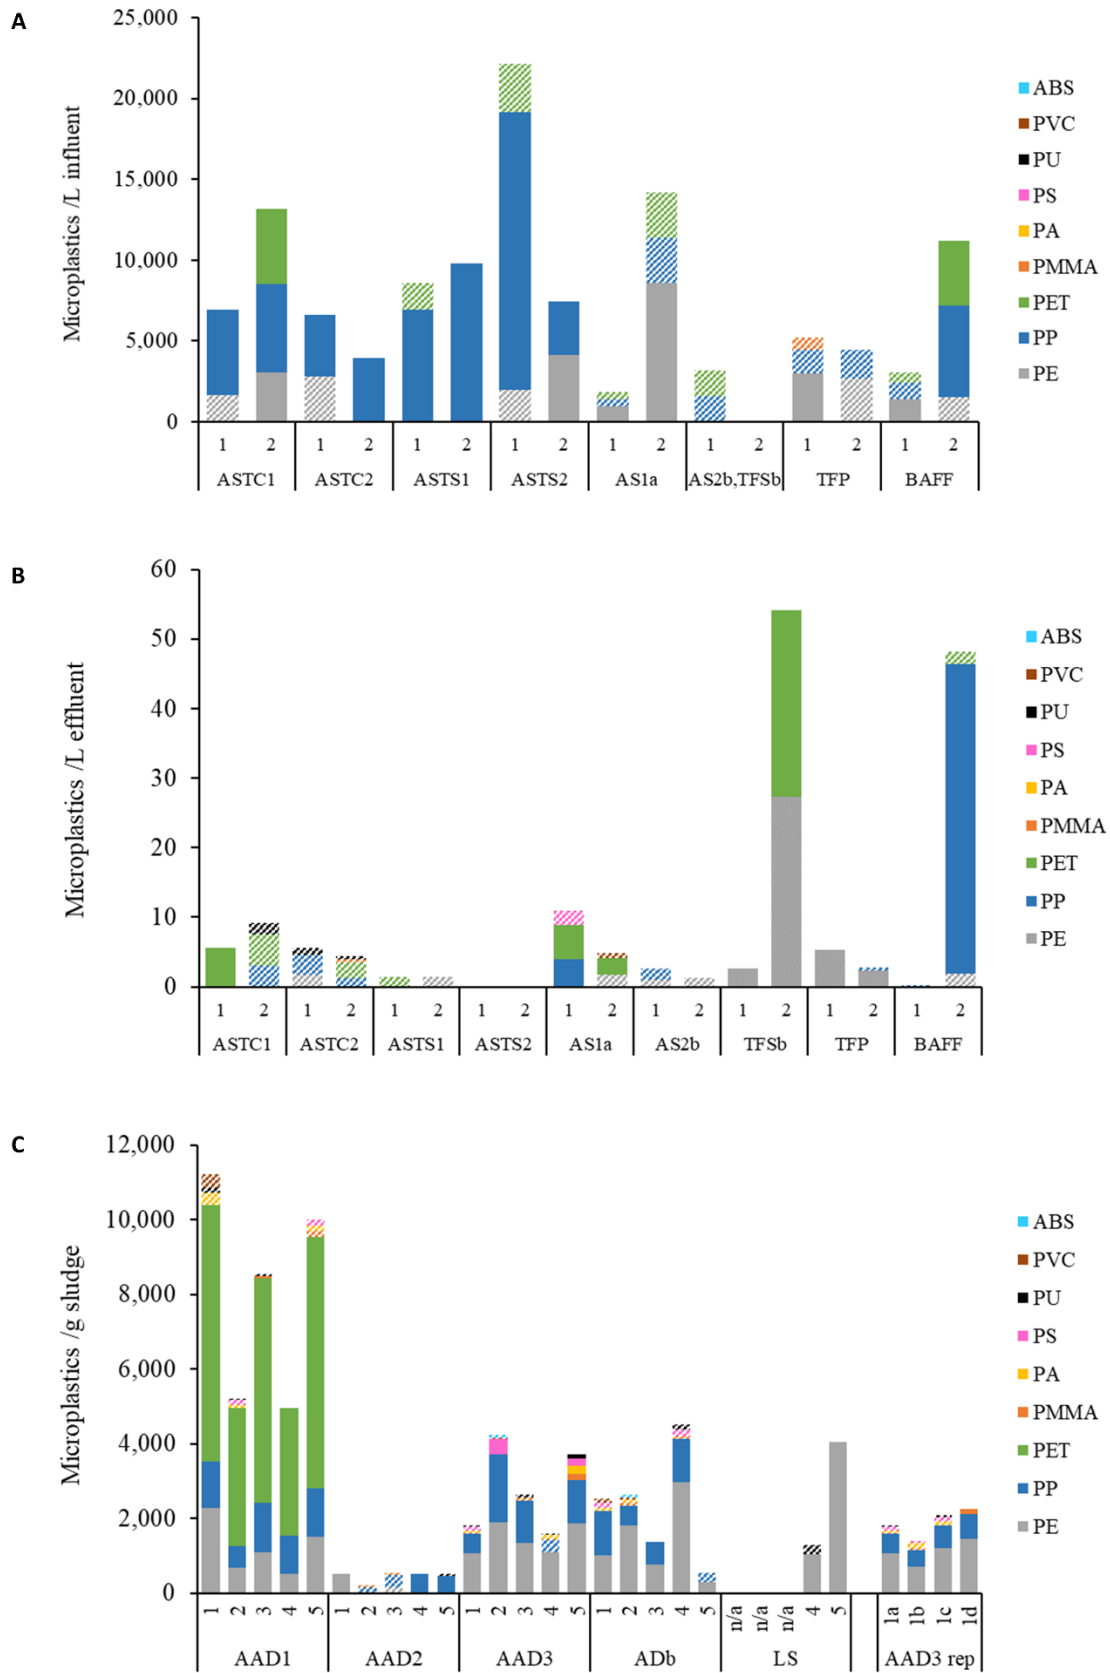 A
Microplastics /L influent
25,000
20,000
15,000
10,000
5,000
0
1 2 1 2 1 2 1 2 1 2 1 2 1 2 1 2
ASTC1 ASTC2 ASTS1 ASTS2 AS1a AS2b,TFSb TFP BAFF
ABS
PVC
PU
PS
PA
PMMA
PET
PP
PE
B
Microplastics /L effluent
60
50
40
30
20
10
0
1 2 1 2 1 2 1 2 1 2 1 2 1 2 1 2 1 2
ASTC1 ASTC2 ASTS1 ASTS2 AS1a AS2b TFSb TFP BAFF
ABS
PVC
PU
PS
PA
PMMA
PET
PP
PE
C
Microplastics /g sludge
12,000
10,000
8,000
6,000
4,000
2,000
0
1 2 3 4 5 1 2 3 4 5 1 2 3 4 5 1 2 3 4 5 n/a n/a n/a 4 5 1a 1b 1c 1d
AAD1 AAD2 AAD3 ADb LS AAD3 rep
ABS
PVC
PU
PS
PA
PMMA
PET
PP
PE